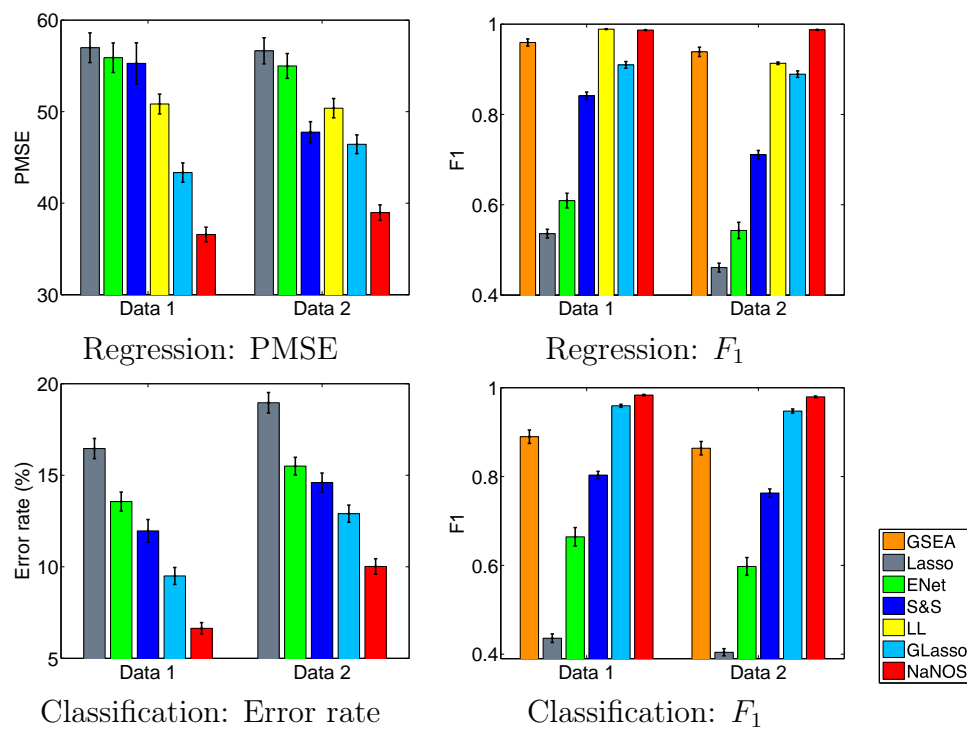 60
50
40
30
PMSE
Data 1
Data 2
Regression: PMSE
1
0.8
0.6
0.4
F1
Data 1
Data 2
Regression: F1
20
15
10
5
Error rate (%)
Data 1
Data 2
Classification: Error rate
1
0.8
0.6
0.4
F1
Data 1
Data 2
Classification: F1
GSEA
Lasso
ENet
S&S
LL
GLasso
NaNOS